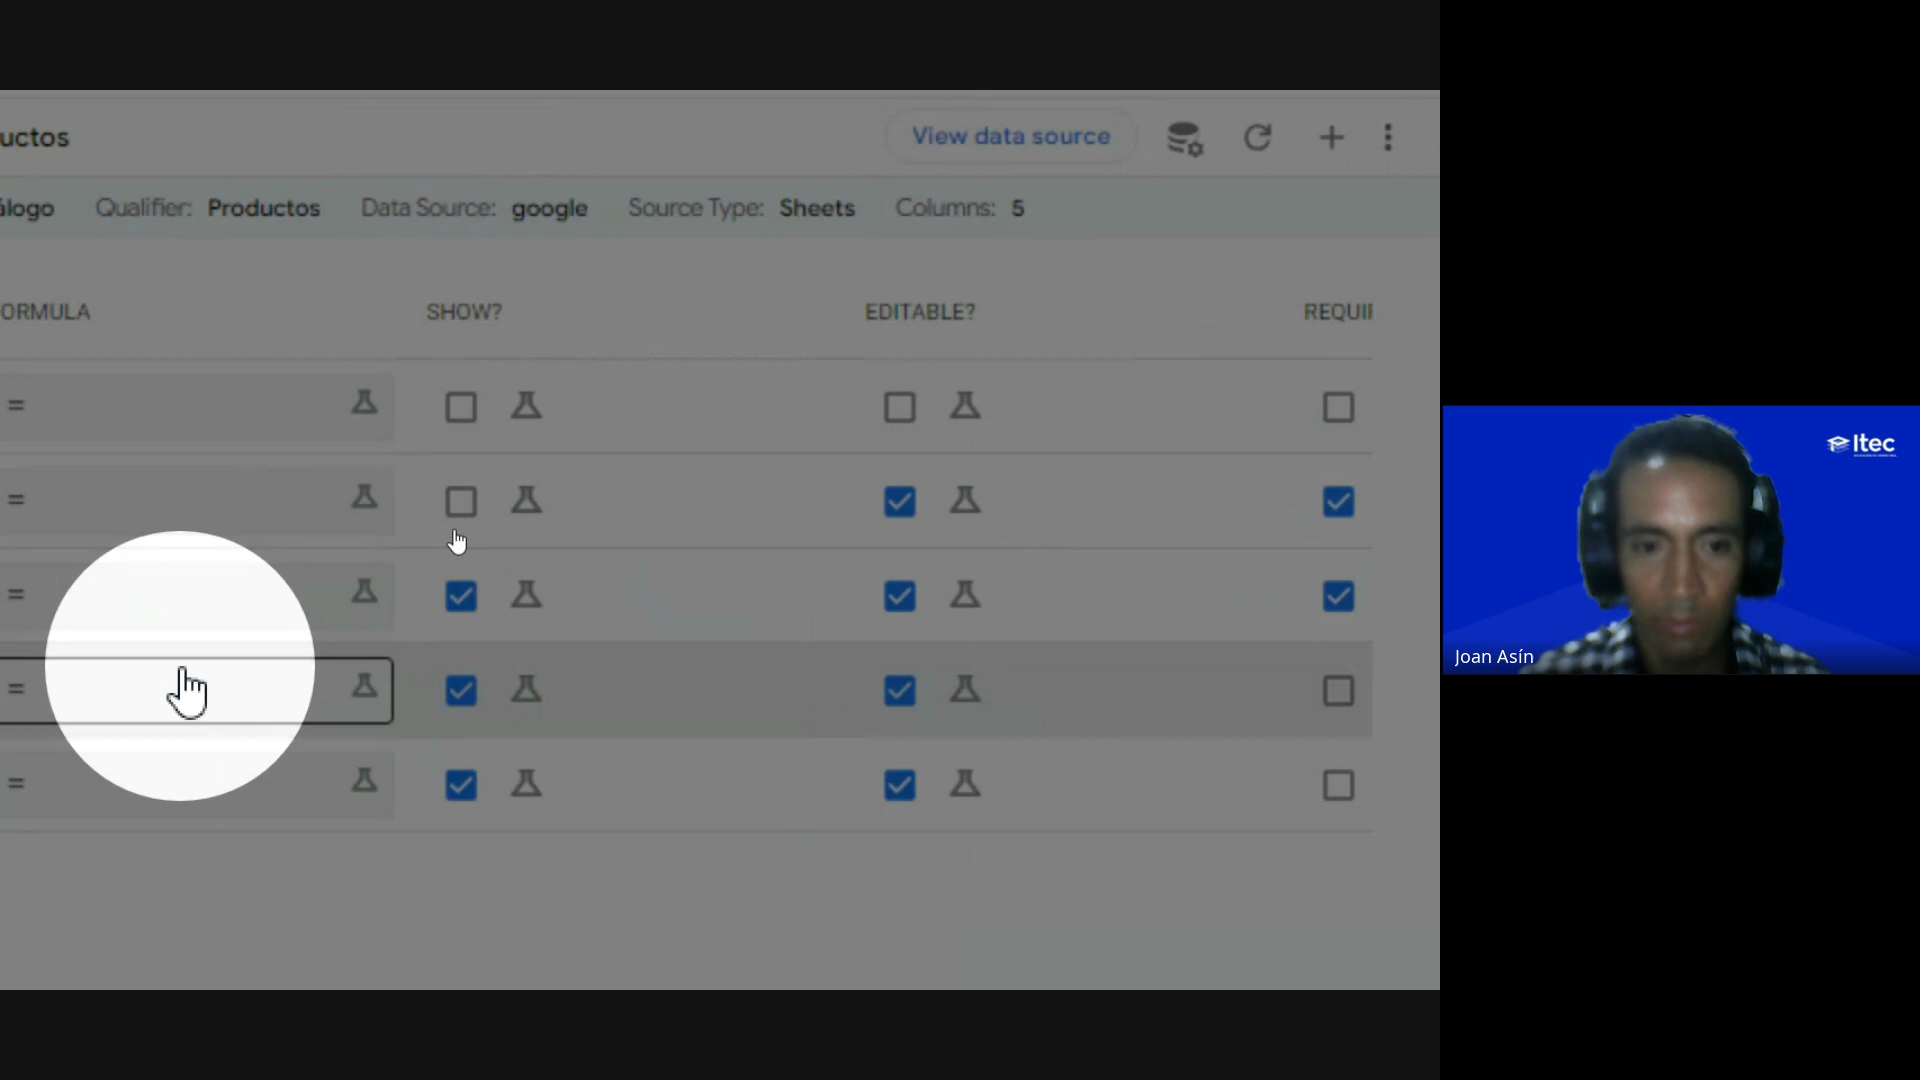 uctos
View data source
álogo Qualifier: Productos Data Source: google Source Type: Sheets Columns: 5
ORMULA SHOW? EDITABLE? REQUI
=
=
=
=
=
Itec
Joan Asín